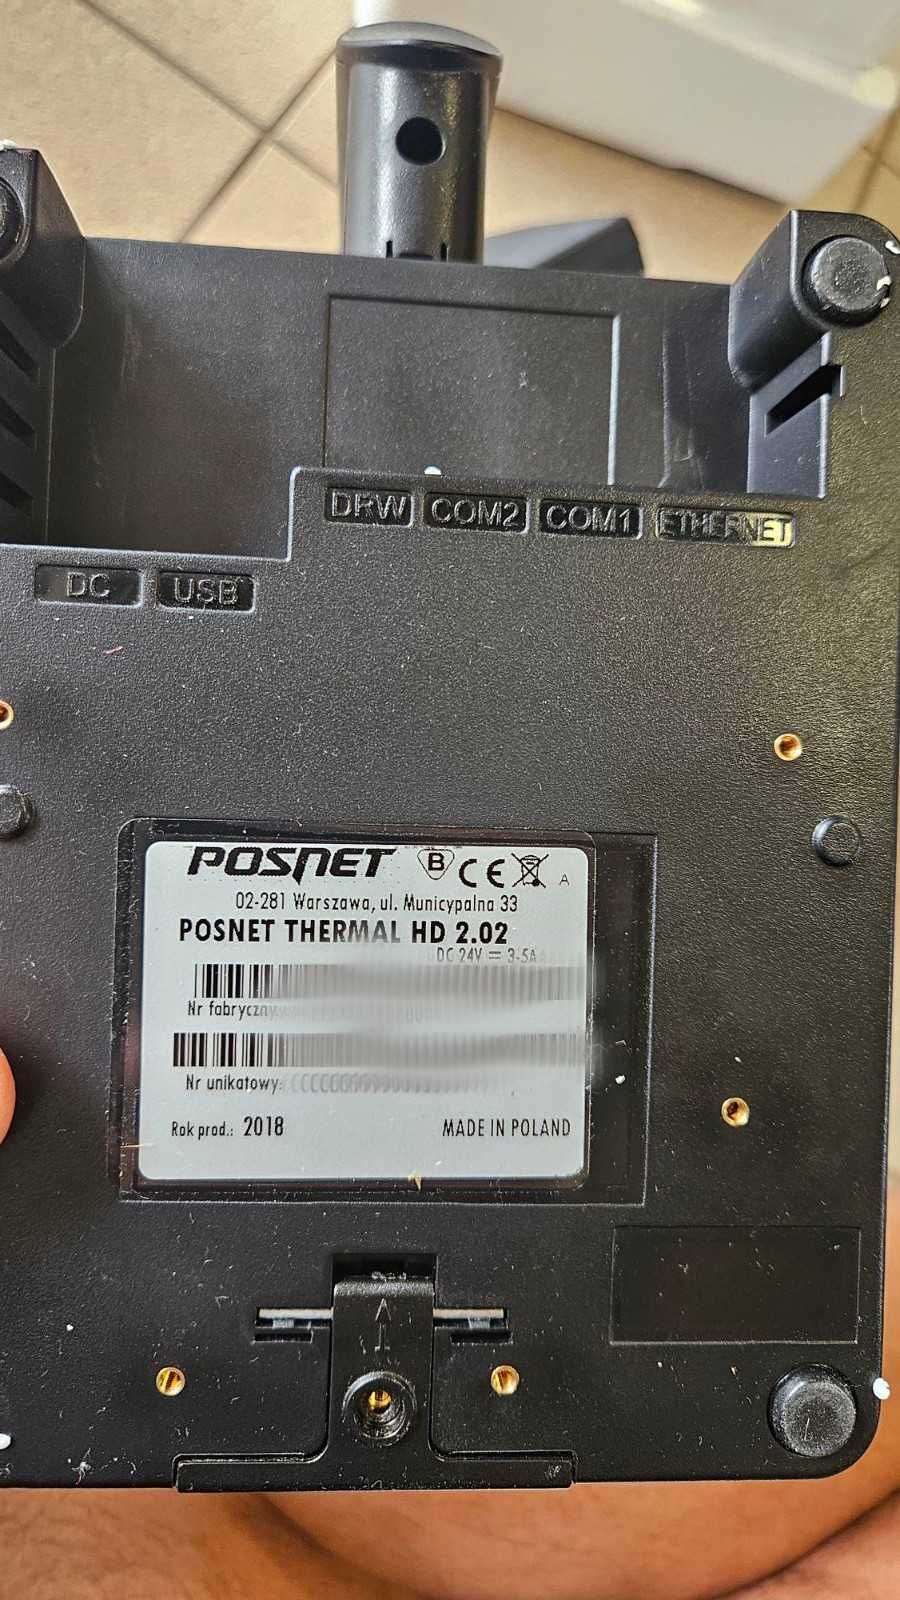 DRW COM2 COM1 ETHERNET
DC USB
POSNET B CE A
02-281 Warszawa, ul. Municypalna 33
POSNET THERMAL HD 2.02
DC 24V = 3-5A
Nr fabryczny:
Nr unikatowy:
Rok prod.: 2018 MADE IN POLAND